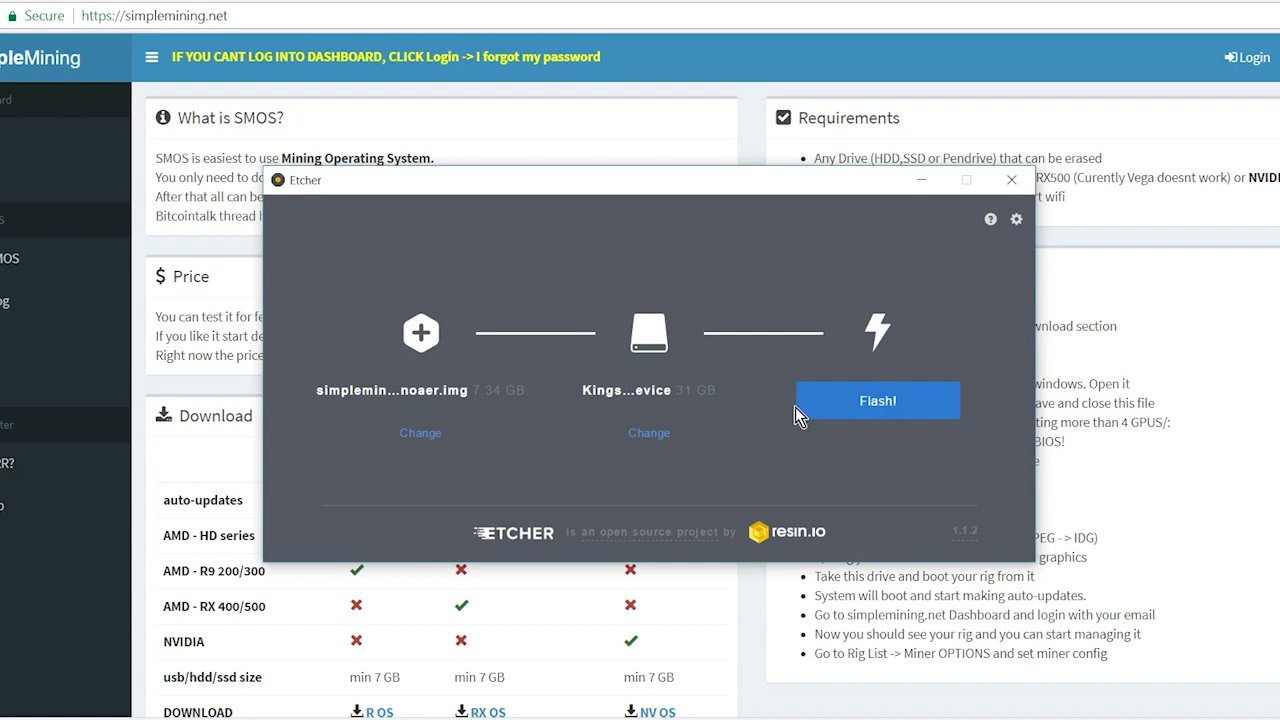 Secure https://simplemining.net
pleMining
IF YOU CANT LOG INTO DASHBOARD, CLICK Login -> I forgot my password
Login
What is SMOS?
SMOS is easiest to use Mining Operating System.
You only need to do
After that all can be
Bitcointalk thread h
Requirements
Any Drive (HDD,SSD or Pendrive) that can be erased
RX500 (Curently Vega doesnt work) or NVIDI
rt wifi
Etcher
Price
You can test it for fe
If you like it start de
Right now the price
simplemin...noaer.img 7.34 GB
Change
Kings...evice 31 GB
Change
Flash!
ETCHER is an open source project by resin.io
1.1.2
wnload section
windows. Open it
ave and close this file
ting more than 4 GPUS/:
BIOS!
e
PEG -> IDG)
graphics
Take this drive and boot your rig from it
System will boot and start making auto-updates.
Go to simplemining.net Dashboard and login with your email
Now you should see your rig and you can start managing it
Go to Rig List -> Miner OPTIONS and set miner config
Download
auto-updates
AMD - HD series
AMD - R9 200/300
AMD - RX 400/500
NVIDIA
usb/hdd/ssd size min 7 GB min 7 GB min 7 GB
DOWNLOAD R OS RX OS NV OS
rd
S
MOS
og
ter
R?
p